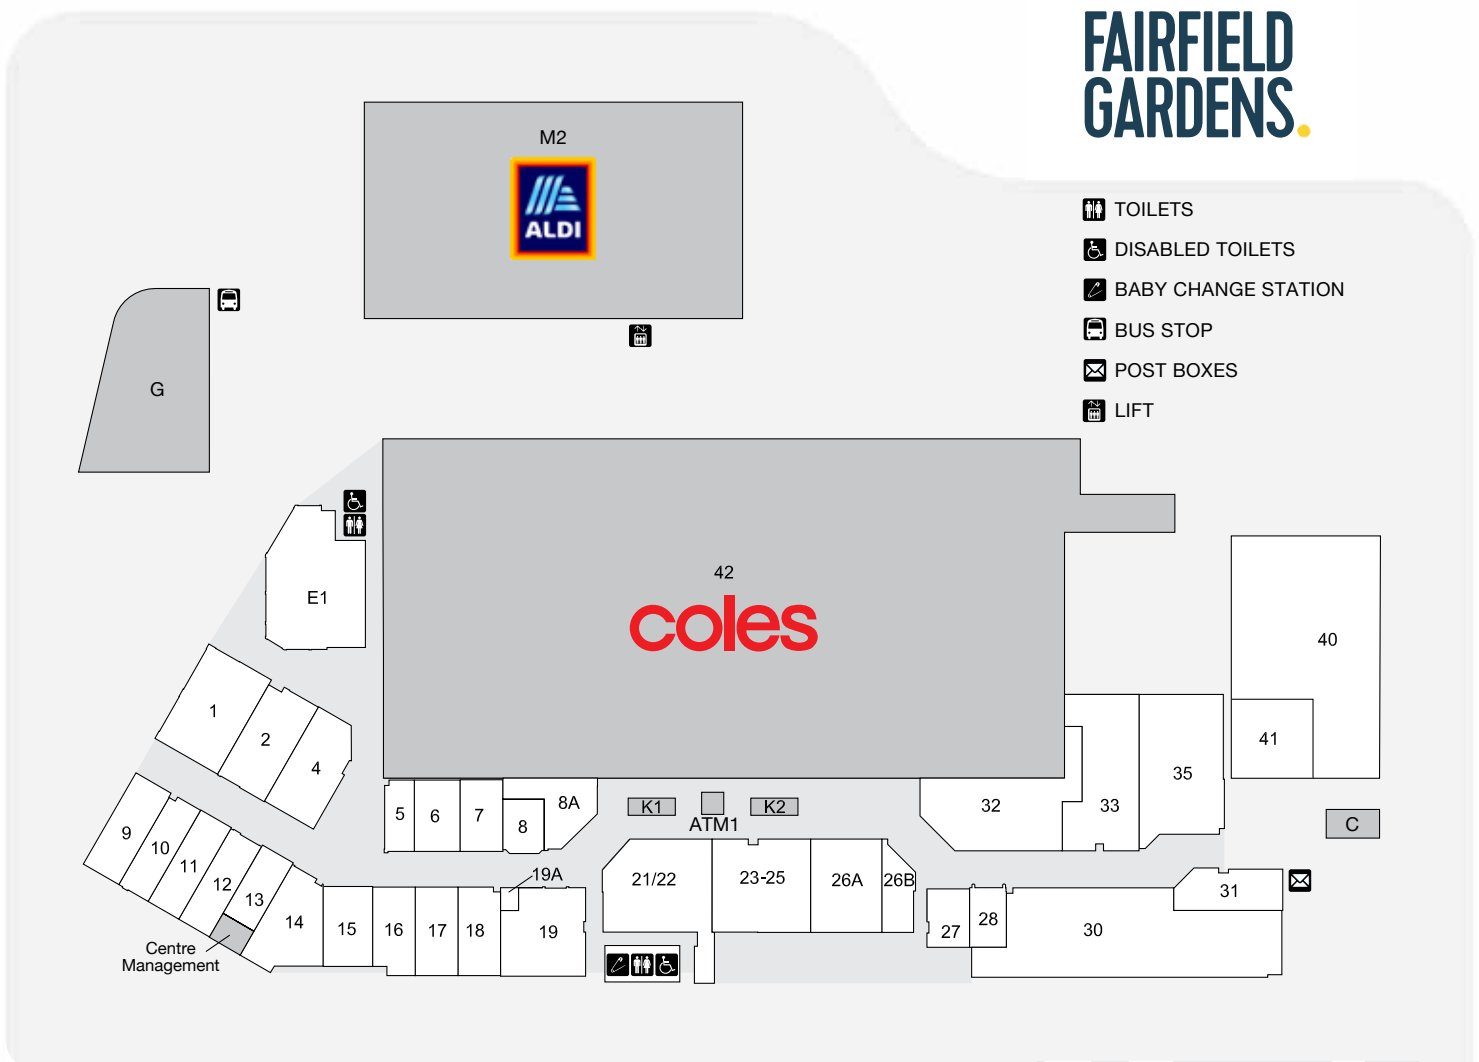 FAIRFIELD
GARDENS.
TOILETS
DISABLED TOILETS
BABY CHANGE STATION
BUS STOP
POST BOXES
LIFT
M2
ALDI
G
E1
42
coles
40
41
1
2
4
35
32
33
5
6
7
8
8A
K1
ATM1
K2
C
9
10
11
12
13
14
15
16
17
18
19A
19
21/22
23-25
26A
26B
27
28
30
31
Centre
Management